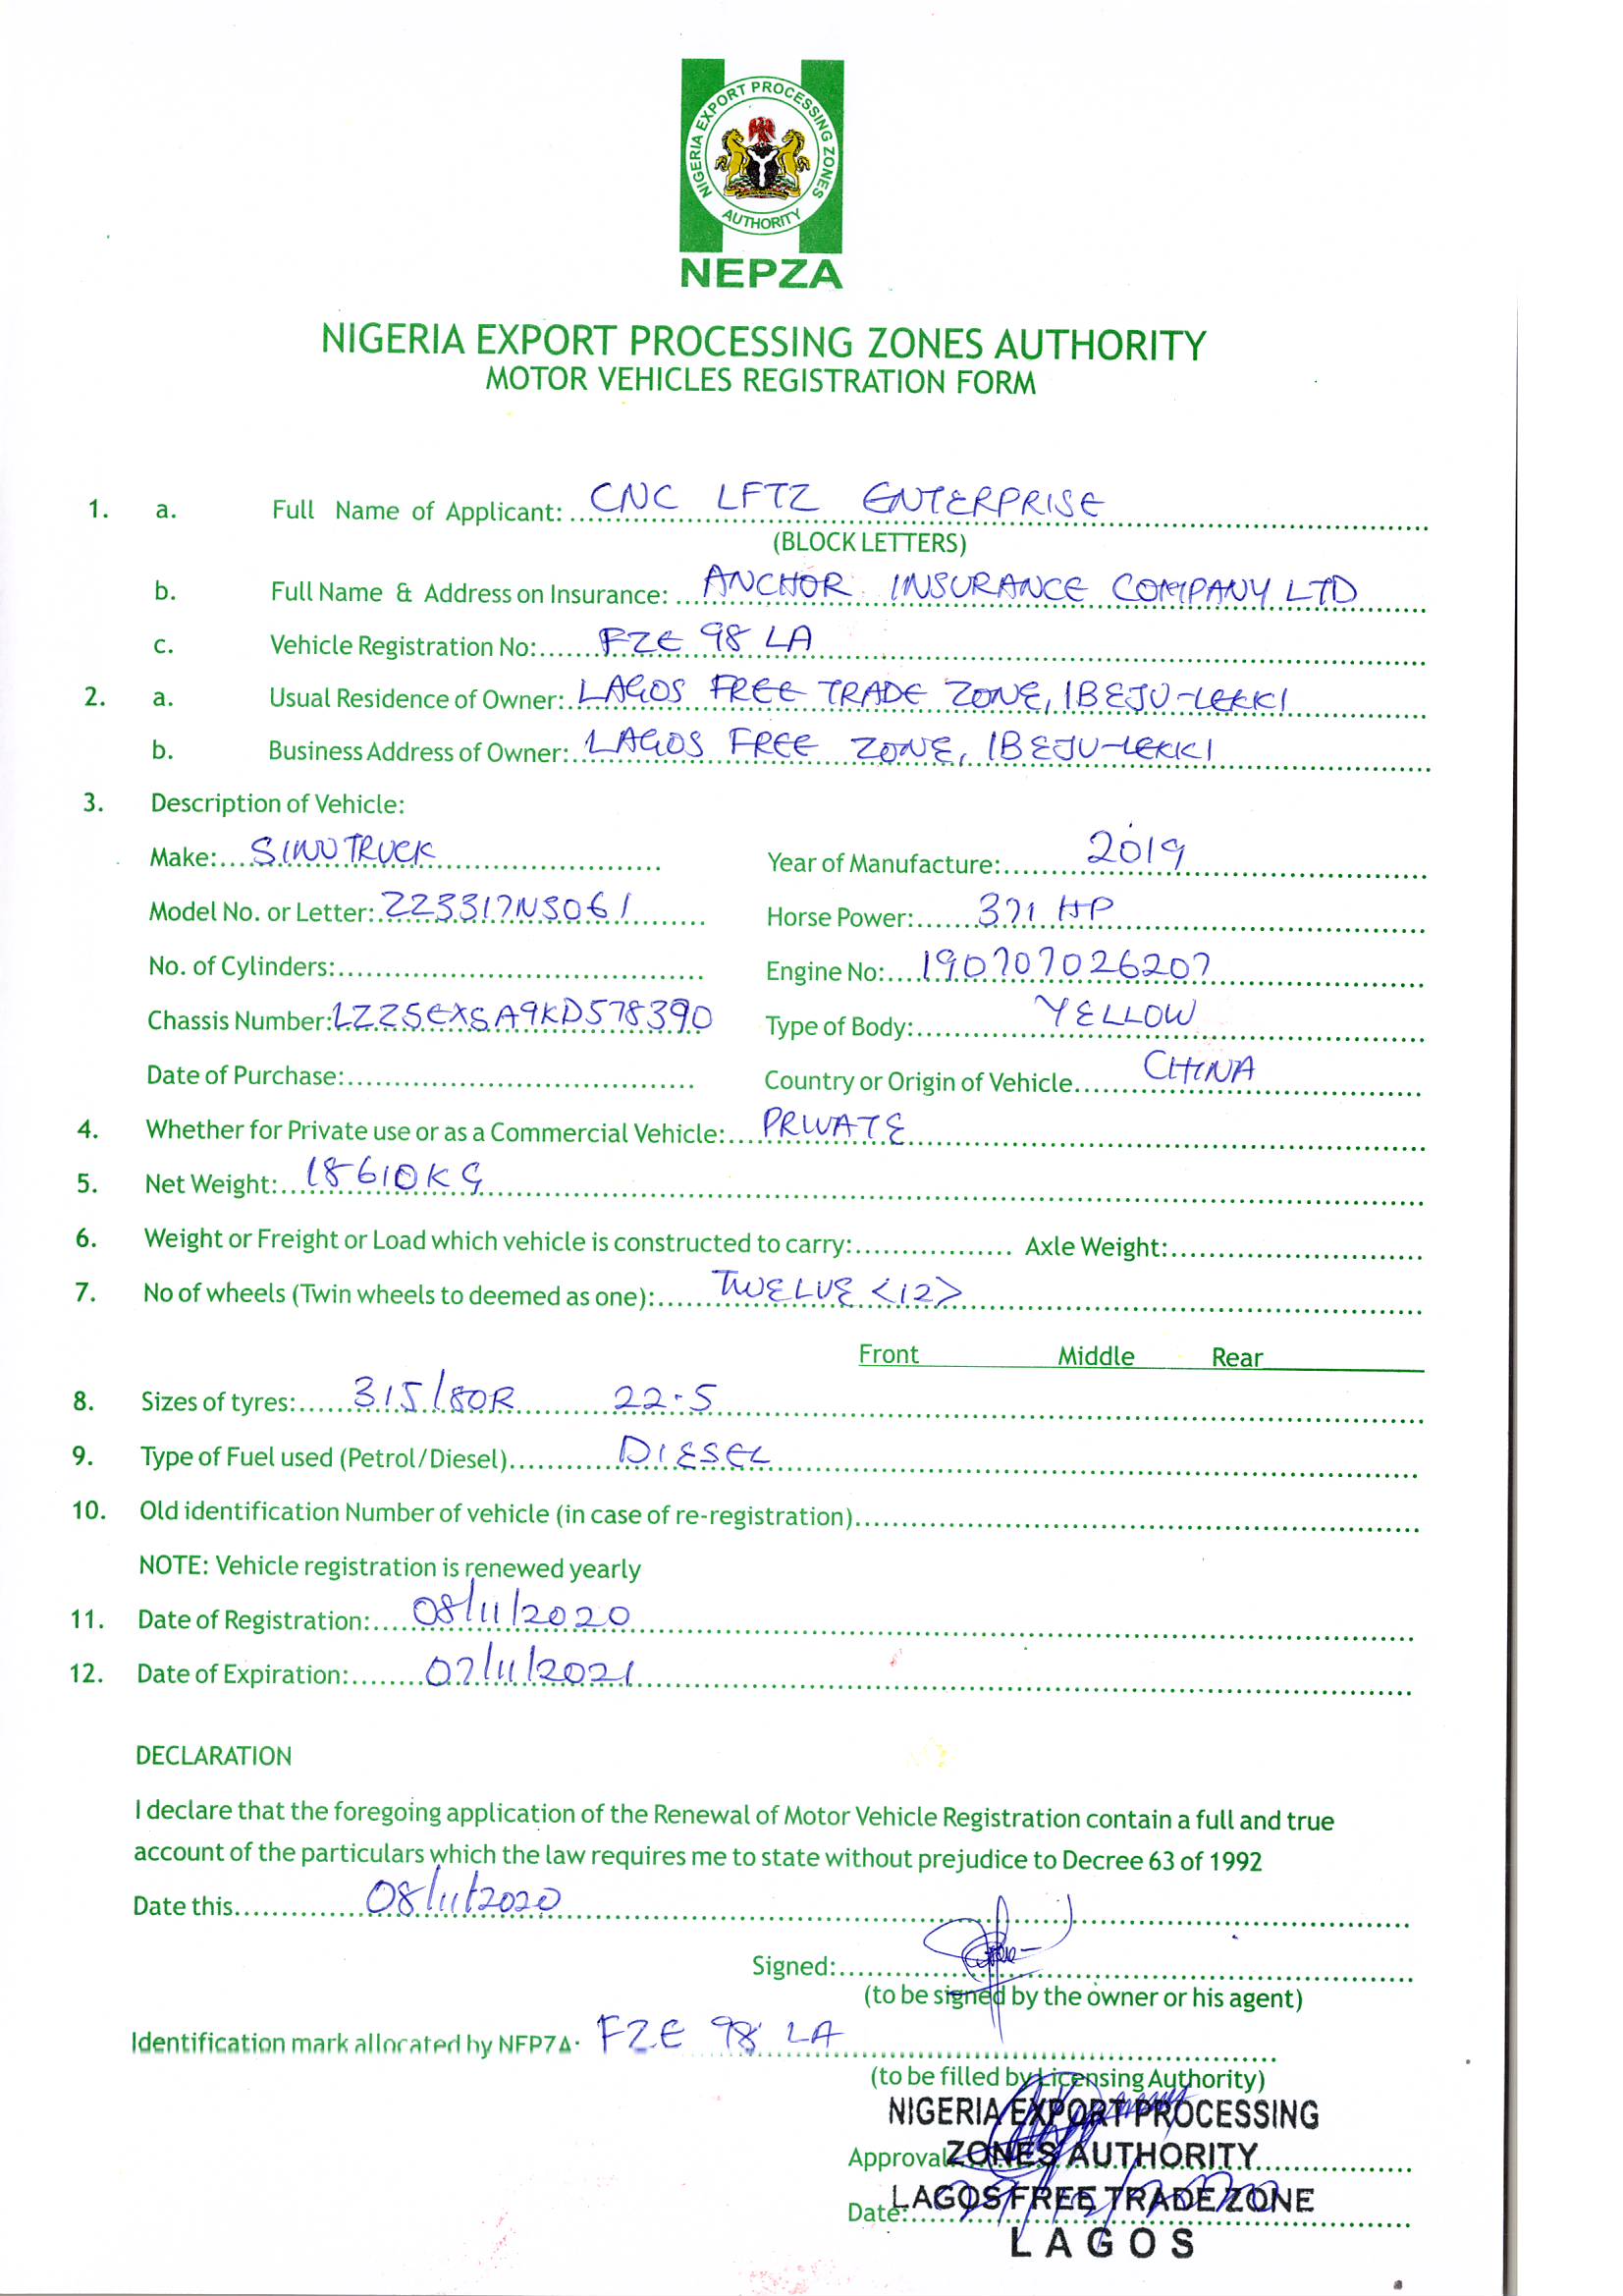 NIGERIA EXPORT PROCESSING ZONES
AUTHORITY
NEPZA
NIGERIA EXPORT PROCESSING ZONES AUTHORITY
MOTOR VEHICLES REGISTRATION FORM
1. a. Full Name of Applicant: CNC LFTZ ENTERPRISE
(BLOCK LETTERS)
b. Full Name & Address on Insurance: ANCHOR INSURANCE COMPANY LTD
c. Vehicle Registration No: FZE 98 LA
2. a. Usual Residence of Owner: LAGOS FREE TRADE ZONE, IBEJU-LEKKI
b. Business Address of Owner: LAGOS FREE ZONE, IBEJU-LEKKI
3. Description of Vehicle:
Make: SINOTRUCK Year of Manufacture: 2019
Model No. or Letter: ZZ3317N3061 Horse Power: 371 HP
No. of Cylinders: Engine No: 190707026207
Chassis Number: LZZ5EXSA9KD578390 Type of Body: YELLOW
Date of Purchase: Country or Origin of Vehicle CHINA
4. Whether for Private use or as a Commercial Vehicle: PRIVATE
5. Net Weight: 18610KG
6. Weight or Freight or Load which vehicle is constructed to carry: Axle Weight:
7. No of wheels (Twin wheels to deemed as one): TWELVE <12>
Front Middle Rear
8. Sizes of tyres: 315/80R 22.5
9. Type of Fuel used (Petrol/Diesel) DIESEL
10. Old identification Number of vehicle (in case of re-registration)
NOTE: Vehicle registration is renewed yearly
11. Date of Registration: 08/11/2020
12. Date of Expiration: 07/11/2021
DECLARATION
I declare that the foregoing application of the Renewal of Motor Vehicle Registration contain a full and true
account of the particulars which the law requires me to state without prejudice to Decree 63 of 1992
Date this 08/11/2020
Signed:
(to be signed by the owner or his agent)
Identification mark allocated by NEPZA: FZE 98 LA
(to be filled by Licensing Authority)
NIGERIA EXPORT PROCESSING
Approval ZONES AUTHORITY
Date: LAGOS FREE TRADE ZONE
LAGOS